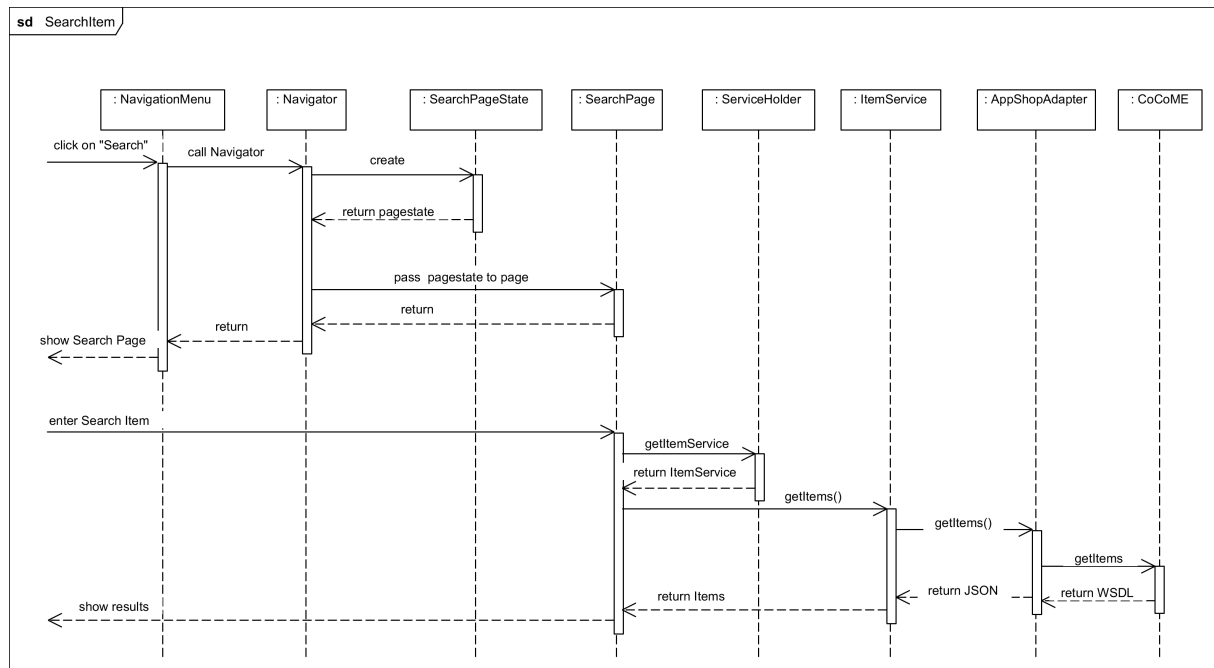 sd SearchItem
: NavigationMenu
: Navigator
: SearchPageState
: SearchPage
: ServiceHolder
: ItemService
: AppShopAdapter
: CoCoME
click on "Search"
call Navigator
create
return pagestate
pass pagestate to page
return
return
show Search Page
enter Search Item
getItemService
return ItemService
getItems()
getItems()
getItems
return JSON
return WSDL
return Items
show results